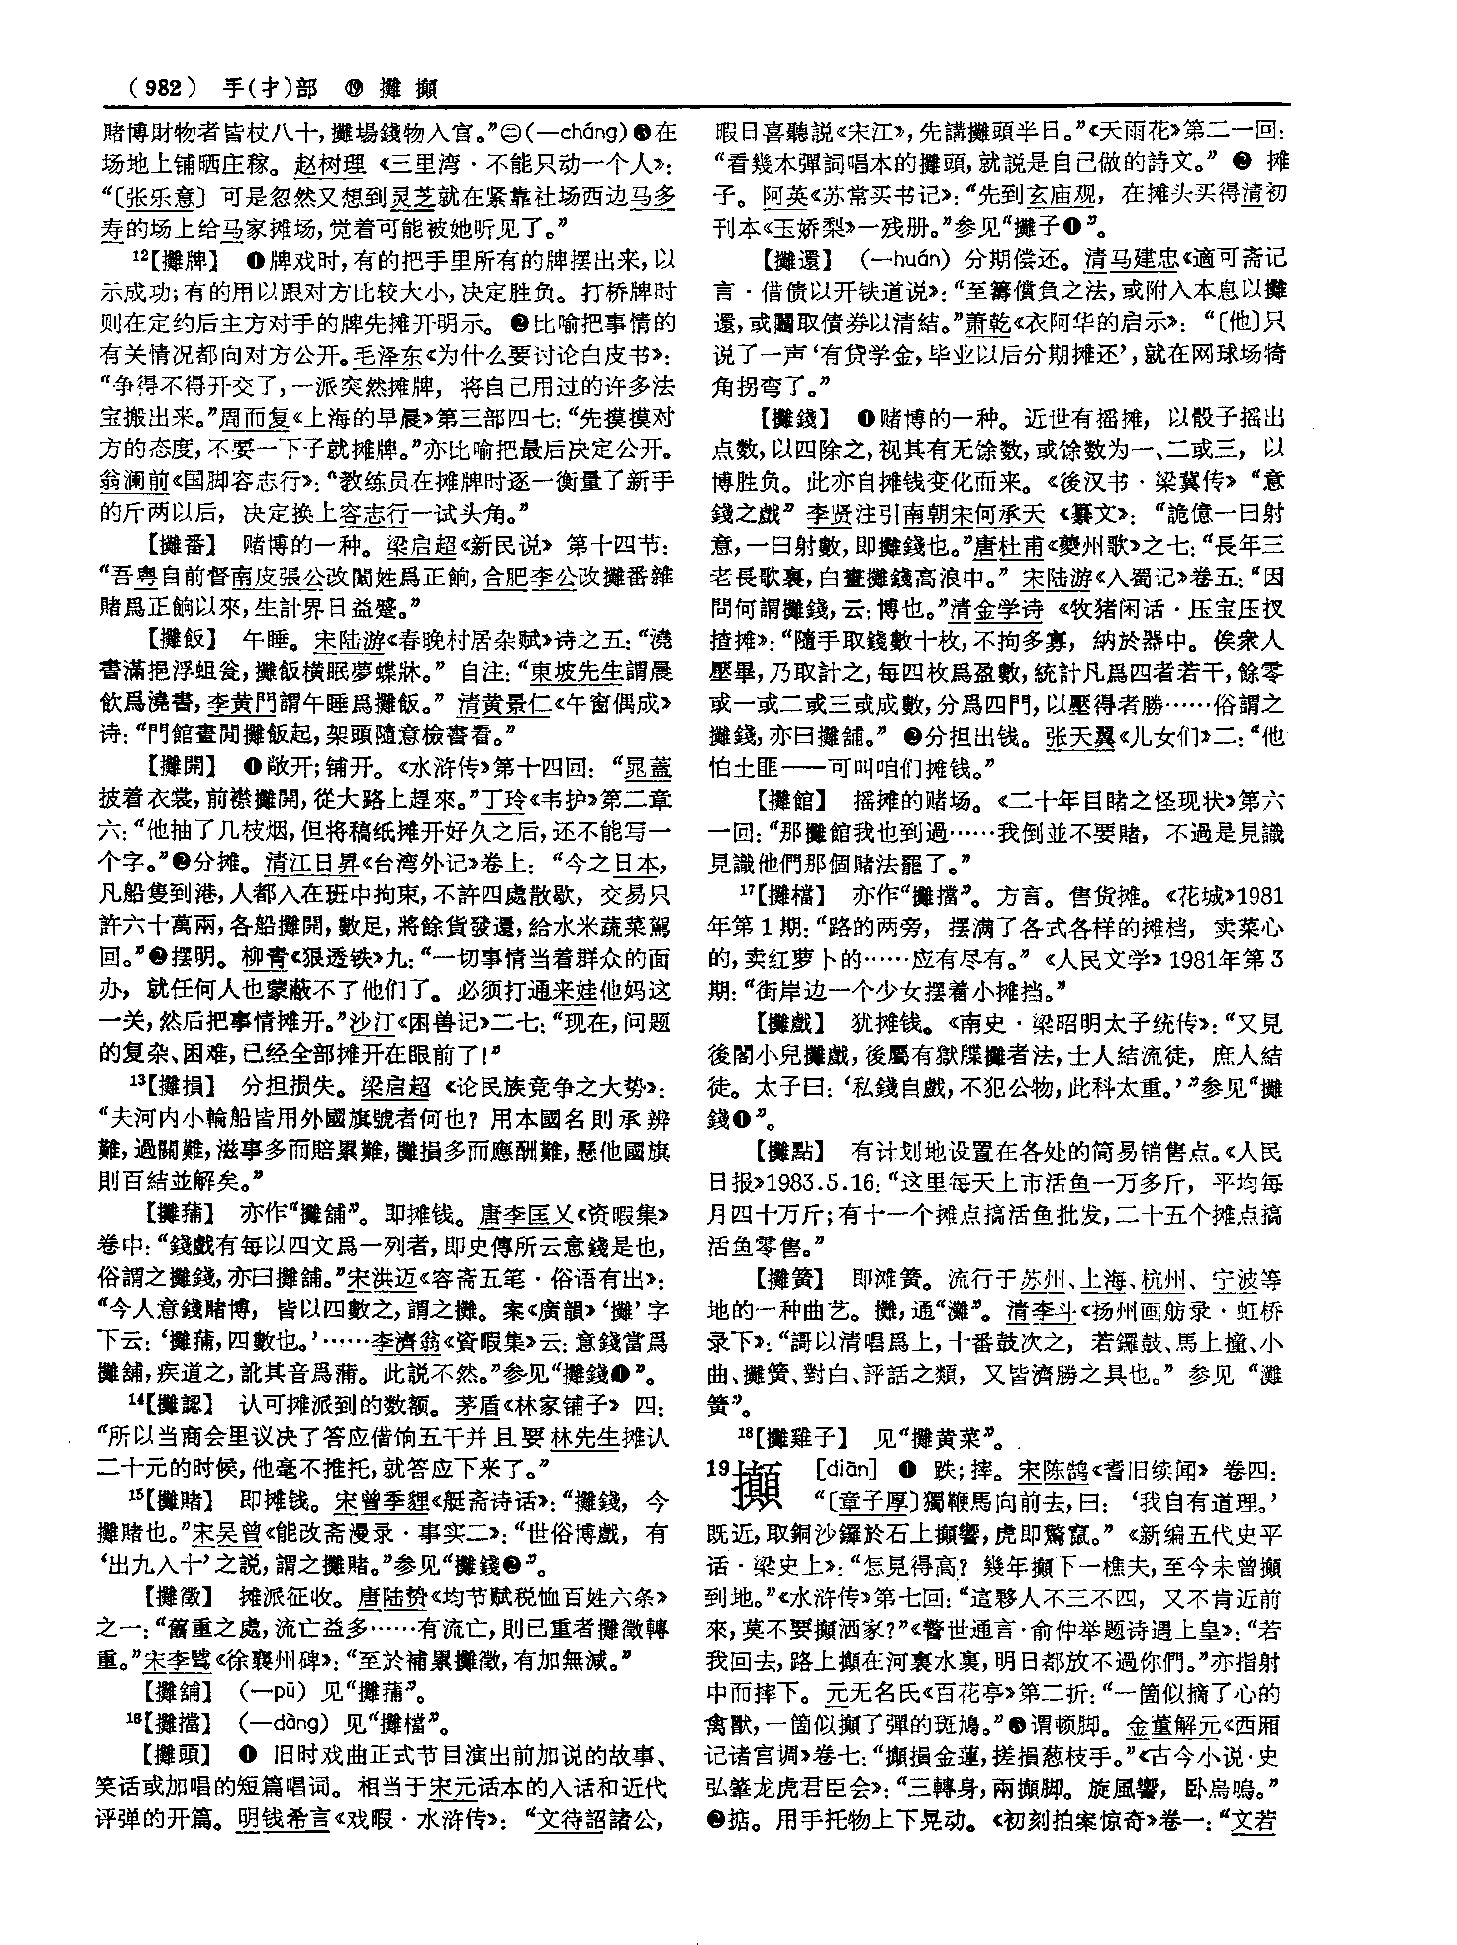 （982） 手(扌)部 ⑲ 攤 攧
賭博財物者皆杖八十，攤場錢物入官。”㊂(—cháng)❸在
场地上铺晒庄稼。赵树理《三里湾·不能只动一个人》：
“〔张乐意〕可是忽然又想到灵芝就在紧靠社场西边马多
寿的场上给马家摊场，觉着可能被她听见了。”
¹²【攤牌】 ❶牌戏时，有的把手里所有的牌摆出来，以
示成功；有的用以跟对方比较大小，决定胜负。打桥牌时
则在定约后主方对手的牌先摊开明示。❷比喻把事情的
有关情况都向对方公开。毛泽东《为什么要讨论白皮书》：
“争得不得开交了，一派突然摊牌，将自己用过的许多法
宝搬出来。”周而复《上海的早晨》第三部四七：“先摸摸对
方的态度，不要一下子就摊牌。”亦比喻把最后决定公开。
翁澜前《国脚容志行》：“教练员在摊牌时逐一衡量了新手
的斤两以后，决定换上容志行一试头角。”
【攤番】 赌博的一种。梁启超《新民说》第十四节：
“吾粤自前督南皮張公改闈姓爲正餉，合肥李公改攤番雜
賭爲正餉以來，生計界日益蹙。”
【攤飯】 午睡。宋陆游《春晚村居杂赋》诗之五：“澆
書滿挹浮蛆瓮，攤飯横眠夢蝶牀。”自注：“東坡先生謂晨
飲爲澆書，李黄門謂午睡爲攤飯。”清黄景仁《午窗偶成》
诗：“門館晝閒攤飯起，架頭隨意檢書看。”
【攤開】 ❶敞开；铺开。《水浒传》第十四回：“晁蓋
披着衣裳，前襟攤開，從大路上趕來。”丁玲《韦护》第二章
六：“他抽了几枝烟，但将稿纸摊开好久之后，还不能写一
个字。”❷分摊。清江日昇《台湾外记》卷上：“今之日本，
凡船隻到港，人都入在班中拘束，不許四處散歇，交易只
許六十萬兩，各船攤開，數足，將餘貨發還，給水米蔬菜駕
回。”❷摆明。柳青《狠透铁》九：“一切事情当着群众的面
办，就任何人也蒙蔽不了他们了。必须打通来娃他妈这
一关，然后把事情摊开。”沙汀《困兽记》二七：“现在，问题
的复杂、困难，已经全部摊开在眼前了！”
¹³【攤損】 分担损失。梁启超《论民族竞争之大势》：
“夫河内小輪船皆用外國旗號者何也？用本國名則承辦
難，過關難，滋事多而賠累難，攤損多而應酬難，懸他國旗
則百結並解矣。”
【攤蒱】 亦作“攤鋪”。即摊钱。唐李匡乂《资暇集》
卷中：“錢戲有每以四文爲一列者，即史傳所云意錢是也，
俗謂之攤錢，亦曰攤鋪。”宋洪迈《容斋五笔·俗语有出》：
“今人意錢賭博，皆以四數之，謂之攤。案《廣韻》‘攤’字
下云：‘攤蒱，四數也。’……李濟翁《資暇集》云：意錢當爲
攤鋪，疾道之，訛其音爲蒱。此説不然。”参见“攤錢❶”。
¹⁴【攤認】 认可摊派到的数额。茅盾《林家铺子》四：
“所以当商会里议决了答应借饷五千并且要林先生摊认
二十元的时候，他毫不推托，就答应下来了。”
¹⁵【攤賭】 即摊钱。宋曾季貍《艇斋诗话》：“攤錢，今
攤賭也。”宋吴曾《能改斋漫录·事实二》：“世俗博戲，有
‘出九入十’之説，謂之攤賭。”参见“攤錢❷”。
【攤徵】 摊派征收。唐陆贽《均节赋税恤百姓六条》
之一：“舊重之處，流亡益多……有流亡，則已重者攤徵轉
重。”宋李骘《徐襄州碑》：“至於補累攤徵，有加無減。”
【攤鋪】 （—pū）见“攤蒱”。
¹⁶【攤擋】 （—dàng）见“攤檔”。
【攤頭】 ❶ 旧时戏曲正式节目演出前加说的故事、
笑话或加唱的短篇唱词。相当于宋元话本的入话和近代
评弹的开篇。明钱希言《戏暇·水浒传》：“文待詔諸公，
暇日喜聽説《宋江》，先講攤頭半日。”《天雨花》第二一回：
“看幾本彈詞唱本的攤頭，就説是自己做的詩文。”❷ 摊
子。阿英《苏常买书记》：“先到玄庙观，在摊头买得清初
刊本《玉娇梨》一残册。”参见“攤子❶”。
【攤還】 （—huán）分期偿还。清马建忠《適可斋记
言·借债以开铁道说》：“至籌償負之法，或附入本息以攤
還，或鬮取債券以清結。”萧乾《衣阿华的启示》：“〔他〕只
说了一声‘有贷学金，毕业以后分期摊还’，就在网球场犄
角拐弯了。”
【攤錢】 ❶赌博的一种。近世有摇摊，以骰子摇出
点数，以四除之，视其有无馀数，或馀数为一、二或三，以
博胜负。此亦自摊钱变化而来。《後汉书·梁冀传》“意
錢之戲”李贤注引南朝宋何承天《纂文》：“詭億一曰射
意，一曰射數，即攤錢也。”唐杜甫《夔州歌》之七：“長年三
老長歌裏，白晝攤錢高浪中。”宋陆游《入蜀记》卷五：“因
問何謂攤錢，云：博也。”清金学诗《牧猪闲话·压宝压杈
揸摊》：“隨手取錢數十枚，不拘多寡，納於器中。俟衆人
壓畢，乃取計之，每四枚爲盈數，統計凡爲四者若干，餘零
或一或二或三或成數，分爲四門，以壓得者勝……俗謂之
攤錢，亦曰攤鋪。”❷分担出钱。张天翼《儿女们》二：“他
怕土匪——可叫咱们摊钱。”
【攤館】 摇摊的赌场。《二十年目睹之怪现状》第六
一回：“那攤館我也到過……我倒並不要賭，不過是見識
見識他們那個賭法罷了。”
¹⁷【攤檔】 亦作“攤擋”。方言。售货摊。《花城》1981
年第1期：“路的两旁，摆满了各式各样的摊档，卖菜心
的，卖红萝卜的……应有尽有。”《人民文学》1981年第3
期：“街岸边一个少女摆着小摊挡。”
【攤戲】 犹摊钱。《南史·梁昭明太子统传》：“又見
後閣小兒攤戲，後屬有獄牒攤者法，士人結流徒，庶人結
徒。太子曰：‘私錢自戲，不犯公物，此科太重。’”参见“攤
錢❶”。
【攤點】 有计划地设置在各处的简易销售点。《人民
日报》1983.5.16：“这里每天上市活鱼一万多斤，平均每
月四十万斤；有十一个摊点搞活鱼批发，二十五个摊点搞
活鱼零售。”
【攤簧】 即滩簧。流行于苏州、上海、杭州、宁波等
地的一种曲艺。攤，通“灘”。清李斗《扬州画舫录·虹桥
录下》：“謌以清唱爲上，十番鼓次之，若鑼鼓、馬上撞、小
曲、攤簧、對白、評話之類，又皆濟勝之具也。”参见“灘
簧”。
¹⁸【攤雞子】 见“攤黄菜”。
19攧 [diān] ❶ 跌；摔。宋陈鹄《耆旧续闻》卷四：
“〔章子厚〕獨鞭馬向前去，曰：‘我自有道理。’
既近，取銅沙鑼於石上攧響，虎即驚竄。”《新编五代史平
话·梁史上》：“怎見得高？幾年攧下一樵夫，至今未曾攧
到地。”《水浒传》第七回：“這夥人不三不四，又不肯近前
來，莫不要攧洒家？”《警世通言·俞仲举题诗遇上皇》：“若
我回去，路上攧在河裏水裏，明日都放不過你們。”亦指射
中而摔下。元无名氏《百花亭》第二折：“一箇似摘了心的
禽獸，一箇似攧了彈的斑鳩。”❸谓顿脚。金董解元《西厢
记诸宫调》卷七：“攧損金蓮，搓損葱枝手。”《古今小说·史
弘肇龙虎君臣会》：“三轉身，兩攧脚。旋風響，卧烏鳴。”
❷掂。用手托物上下晃动。《初刻拍案惊奇》卷一：“文若